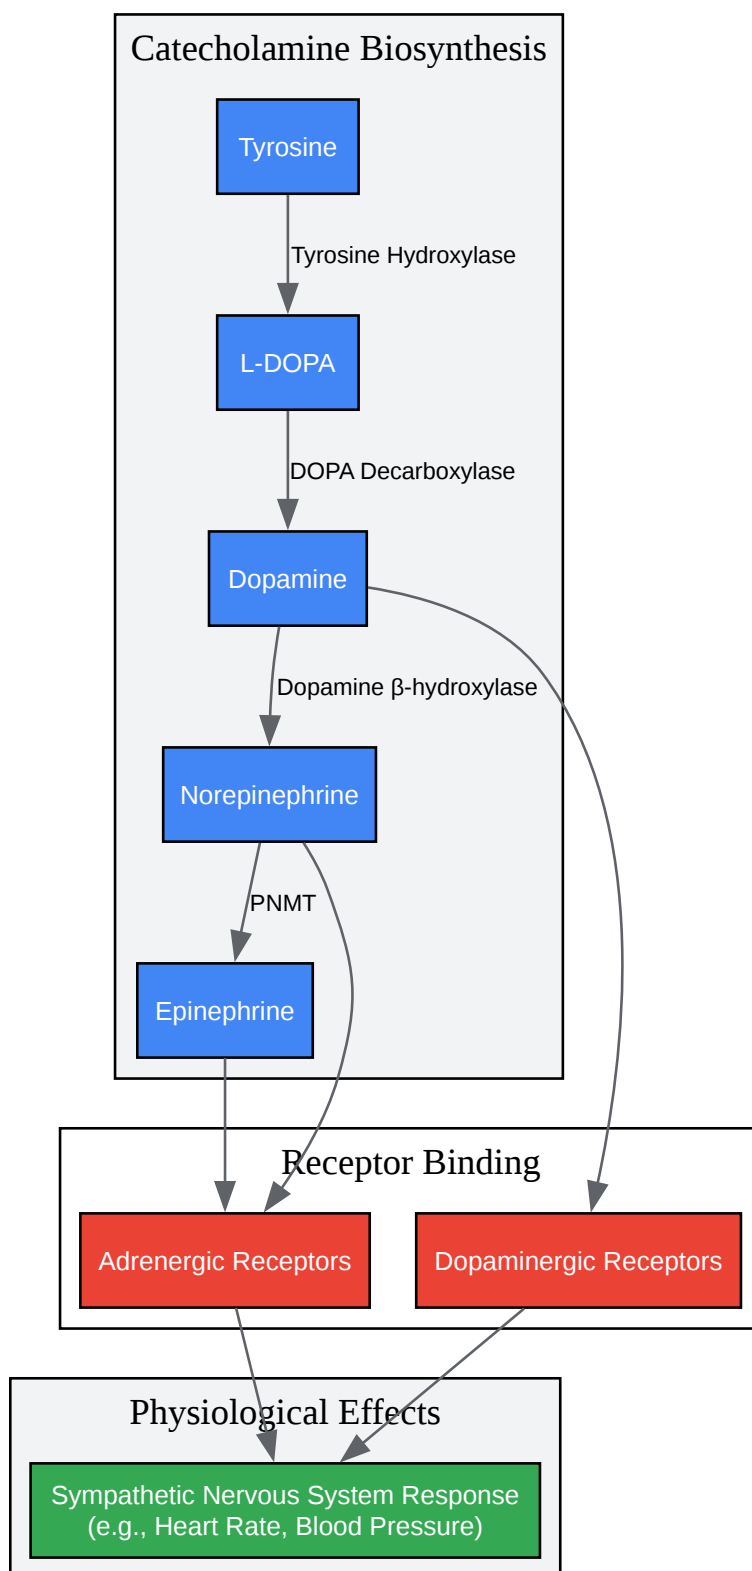 Catecholamine Biosynthesis
Tyrosine
Tyrosine Hydroxylase
L-DOPA
DOPA Decarboxylase
Dopamine
Dopamine β-hydroxylase
Norepinephrine
PNMT
Epinephrine
Receptor Binding
Adrenergic Receptors
Dopaminergic Receptors
Physiological Effects
Sympathetic Nervous System Response
(e.g., Heart Rate, Blood Pressure)